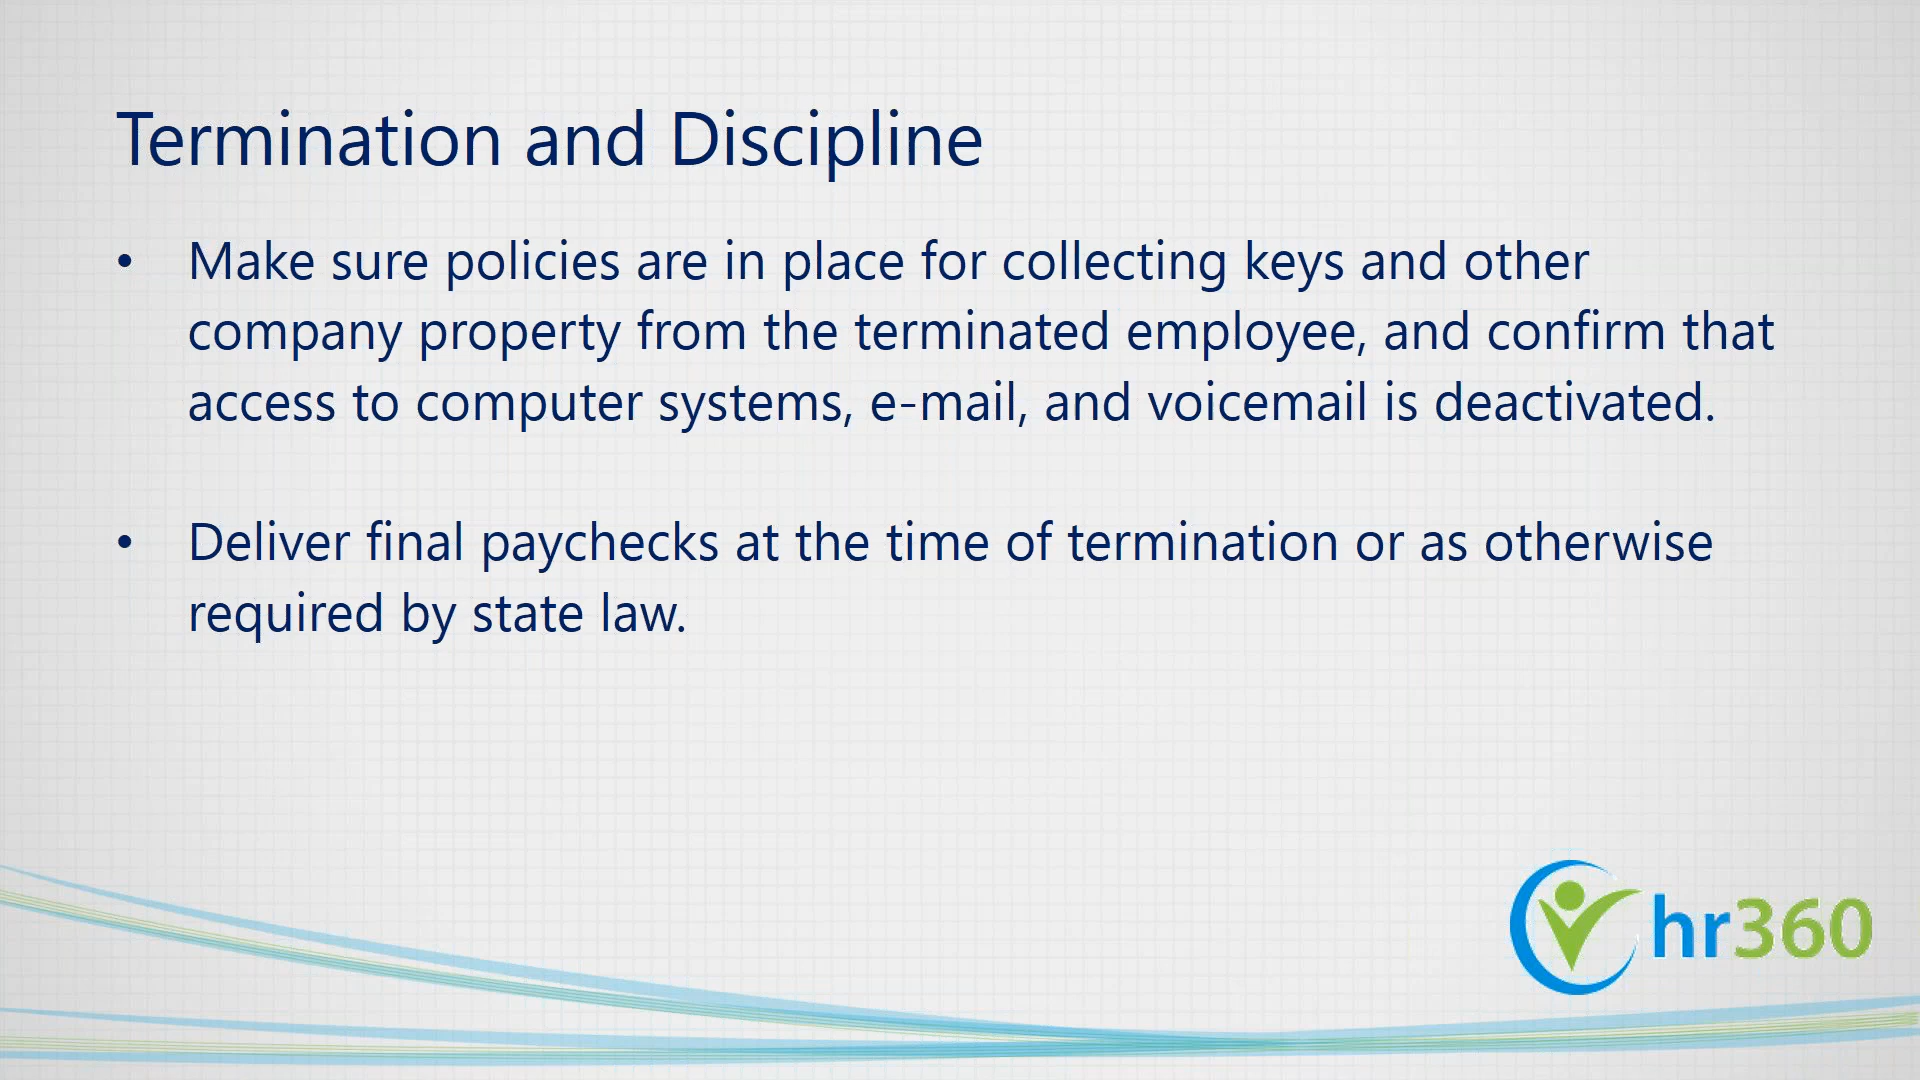 Termination and Discipline
• Make sure policies are in place for collecting keys and other
company property from the terminated employee, and confirm that
access to computer systems, e-mail, and voicemail is deactivated.
• Deliver final paychecks at the time of termination or as otherwise
required by state law.
hr360